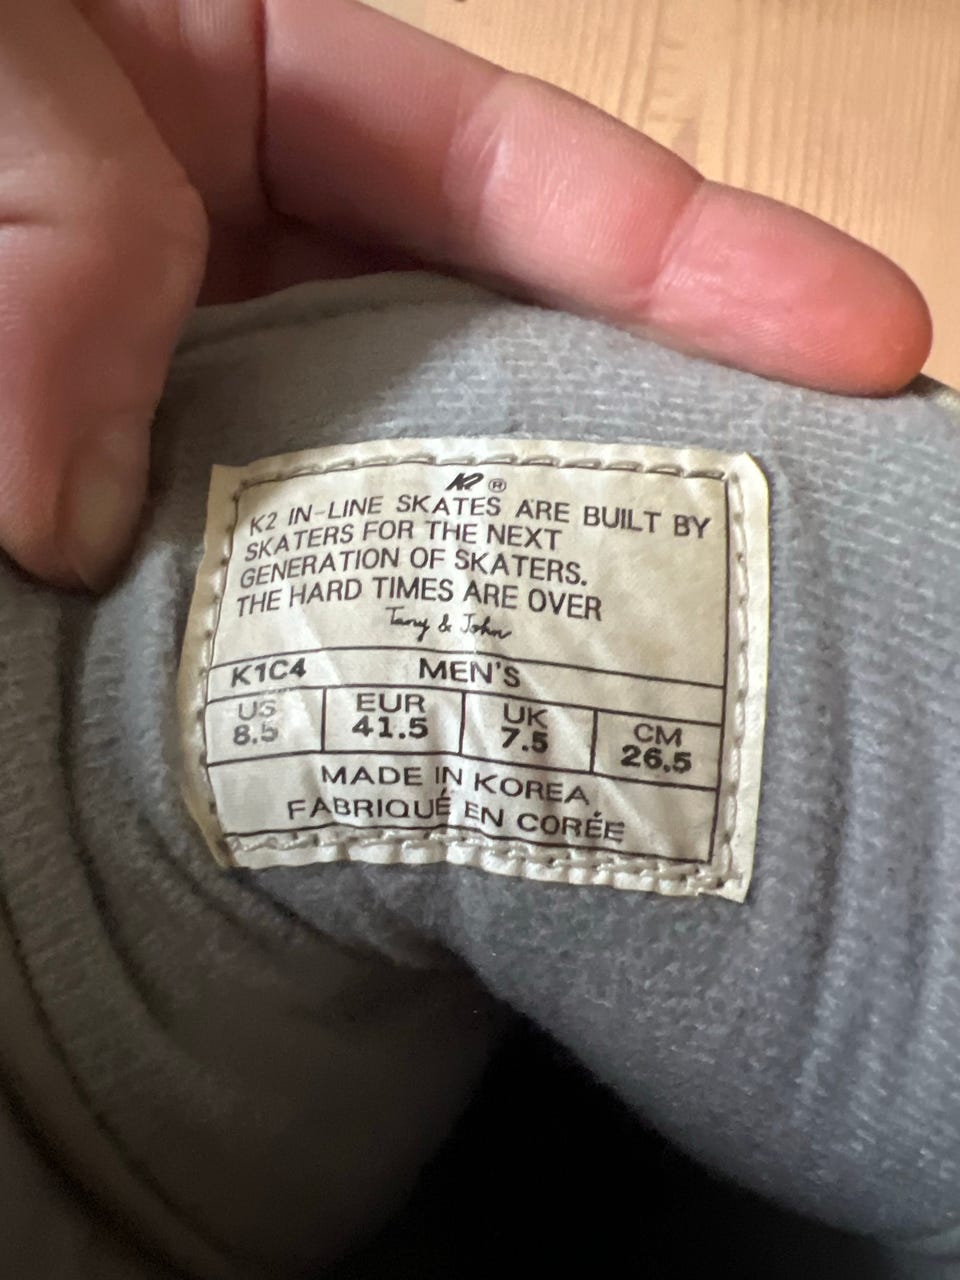 K2 ®
K2 IN-LINE SKATES ARE BUILT BY
SKATERS FOR THE NEXT
GENERATION OF SKATERS.
THE HARD TIMES ARE OVER
Tony & John
K1C4 MEN'S
US EUR UK CM
8.5 41.5 7.5 26.5
MADE IN KOREA
FABRIQUÉ EN CORÉE